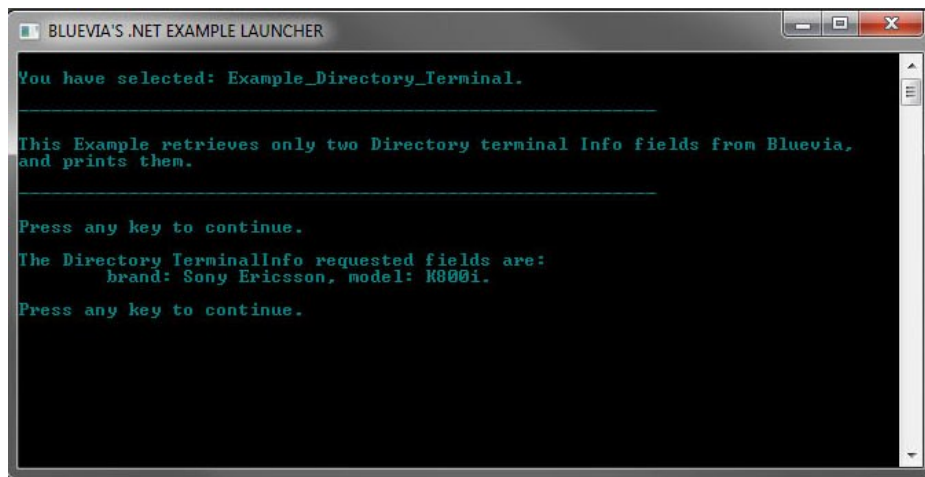 BLUEVIA'S .NET EXAMPLE LAUNCHER
You have selected: Example_Directory_Terminal.
This Example retrieves only two Directory terminal Info fields from Bluevia,
and prints them.
Press any key to continue.
The Directory TerminalInfo requested fields are:
brand: Sony Ericsson, model: K800i.
Press any key to continue.